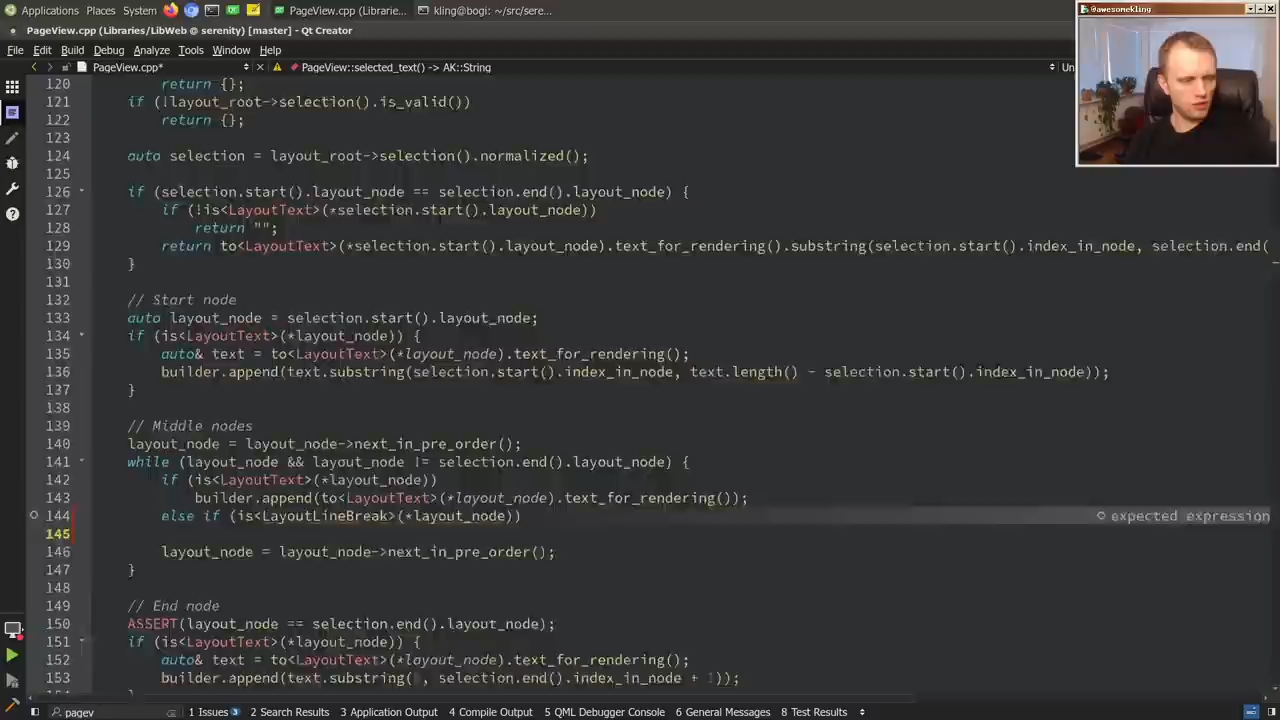 Applications Places System PageView.cpp (Librarie... kling@bogi: ~/src/sere...
@awesomekling
PageView.cpp (Libraries/LibWeb @ serenity) [master] - Qt Creator
File Edit Build Debug Analyze Tools Window Help
PageView.cpp* PageView::selected_text() -> AK::String Un
120 return {};
121 if (!layout_root->selection().is_valid())
122 return {};
123
124 auto selection = layout_root->selection().normalized();
125
126 if (selection.start().layout_node == selection.end().layout_node) {
127 if (!is<LayoutText>(*selection.start().layout_node))
128 return "";
129 return to<LayoutText>(*selection.start().layout_node).text_for_rendering().substring(selection.start().index_in_node, selection.end(
130 }
131
132 // Start node
133 auto layout_node = selection.start().layout_node;
134 if (is<LayoutText>(*layout_node)) {
135 auto& text = to<LayoutText>(*layout_node).text_for_rendering();
136 builder.append(text.substring(selection.start().index_in_node, text.length() - selection.start().index_in_node));
137 }
138
139 // Middle nodes
140 layout_node = layout_node->next_in_pre_order();
141 while (layout_node && layout_node != selection.end().layout_node) {
142 if (is<LayoutText>(*layout_node))
143 builder.append(to<LayoutText>(*layout_node).text_for_rendering());
144 else if (is<LayoutLineBreak>(*layout_node)) expected expression
145
146 layout_node = layout_node->next_in_pre_order();
147 }
148
149 // End node
150 ASSERT(layout_node == selection.end().layout_node);
151 if (is<LayoutText>(*layout_node)) {
152 auto& text = to<LayoutText>(*layout_node).text_for_rendering();
153 builder.append(text.substring( , selection.end().index_in_node + 1));
154 }
pagev 1 Issues 3 2 Search Results 3 Application Output 4 Compile Output 5 QML Debugger Console 6 General Messages 8 Test Results